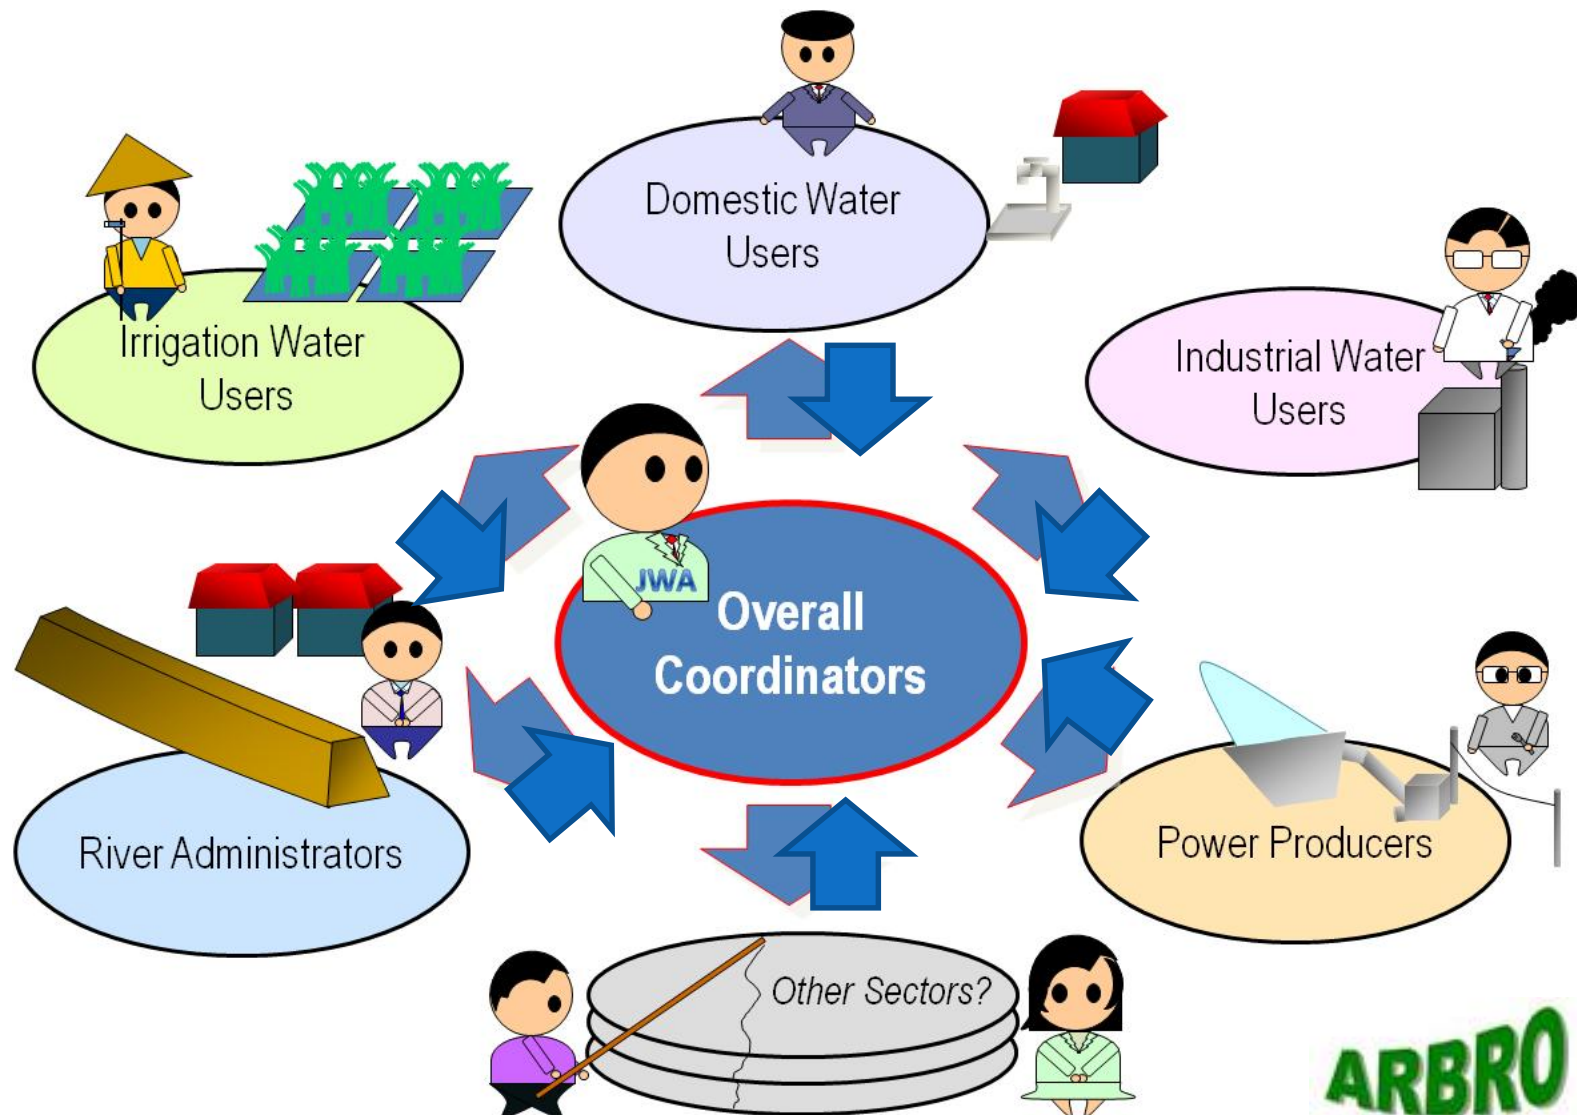 Domestic Water
Users
Irrigation Water
Users
Industrial Water
Users
JWA
Overall
Coordinators
River Administrators
Power Producers
Other Sectors?
ARBRO